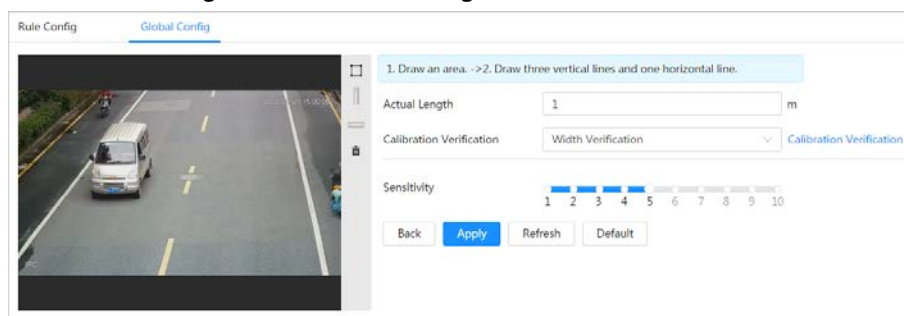 Rule Config
Global Config
1. Draw an area. ->2. Draw three vertical lines and one horizontal line.
Actual Length 1 m
Calibration Verification Width Verification Calibration Verification
Sensitivity
1 2 3 4 5 6 7 8 9 10
Back Apply Refresh Default